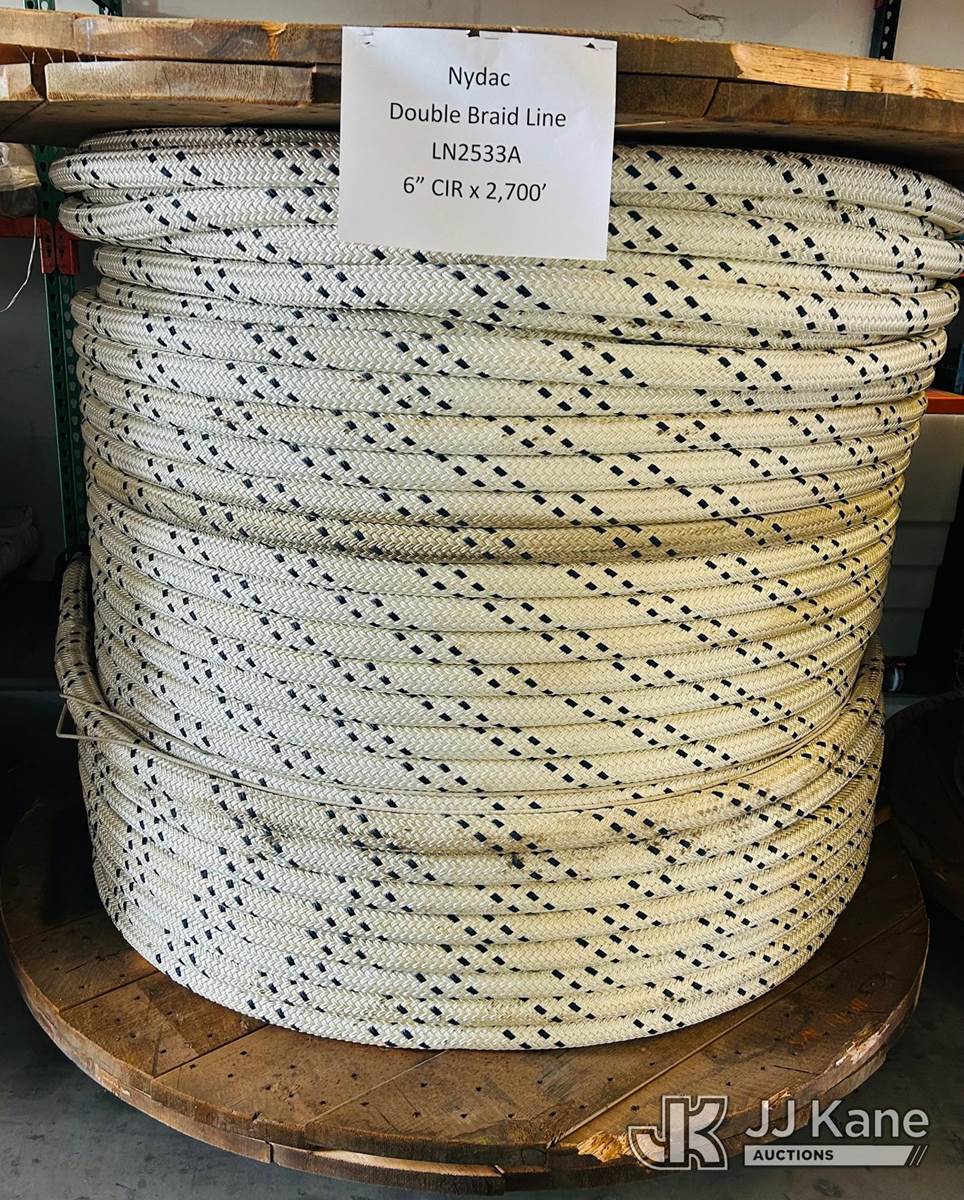 Nydac
Double Braid Line
LN2533A
6” CIR x 2,700’
JK JJ Kane
AUCTIONS